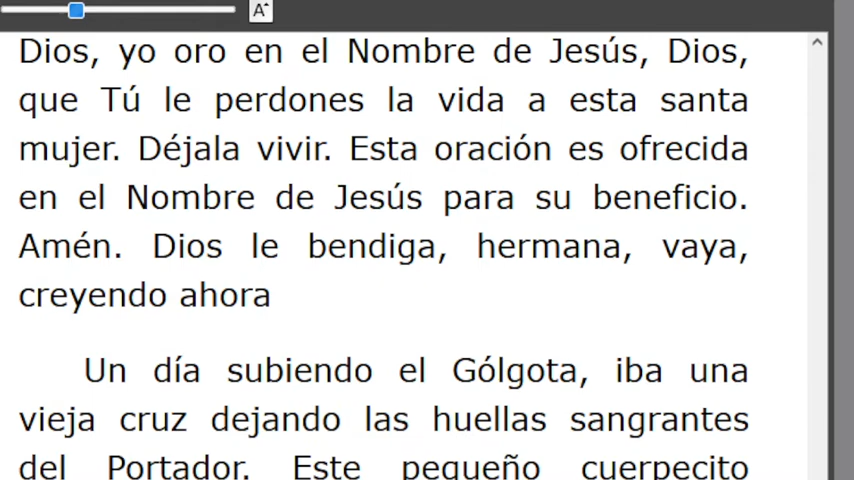 A
Dios, yo oro en el Nombre de Jesús, Dios,
que Tú le perdones la vida a esta santa
mujer. Déjala vivir. Esta oración es ofrecida
en el Nombre de Jesús para su beneficio.
Amén. Dios le bendiga, hermana, vaya,
creyendo ahora
Un día subiendo el Gólgota, iba una
vieja cruz dejando las huellas sangrantes
del Portador. Este pequeño cuerpecito